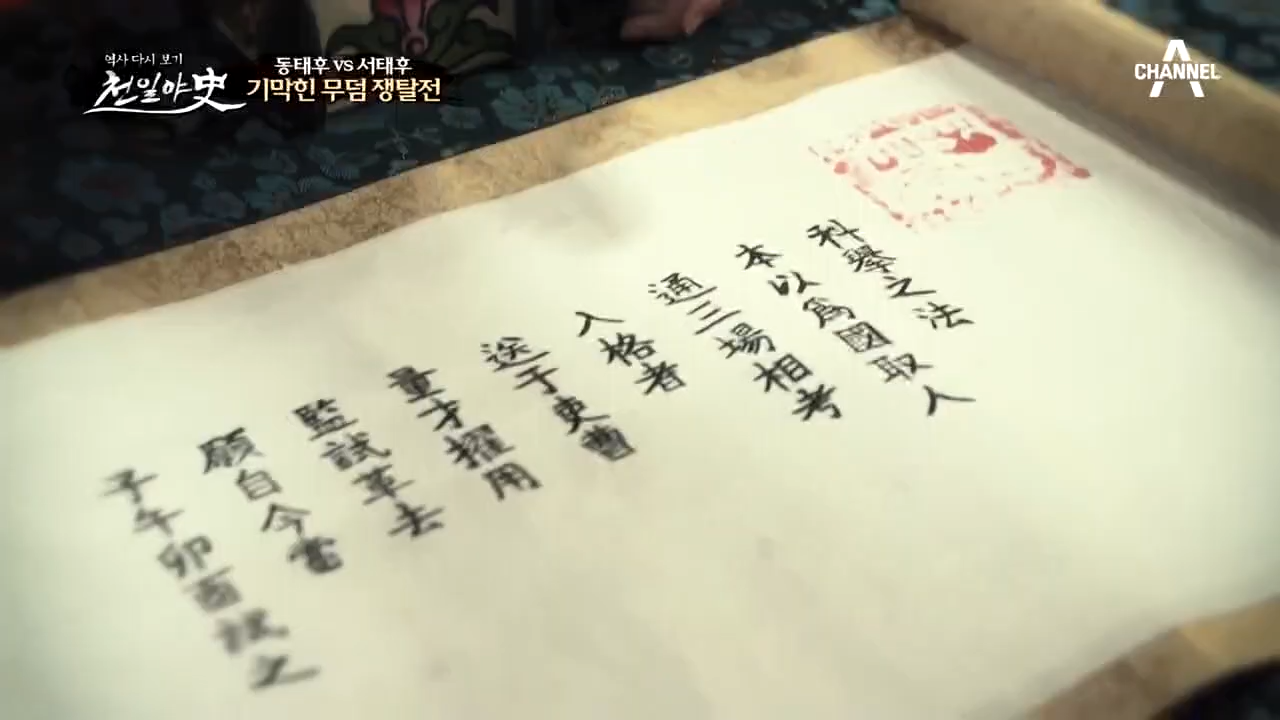 역사 다시 보기
천일야史
동태후 vs 서태후
기막힌 무덤 쟁탈전
CHANNEL A
科擧之法
本以爲國取人
通三場相考
入格者
送于吏曹
量才擢用
監試革去
願自今當
子午卯酉試之